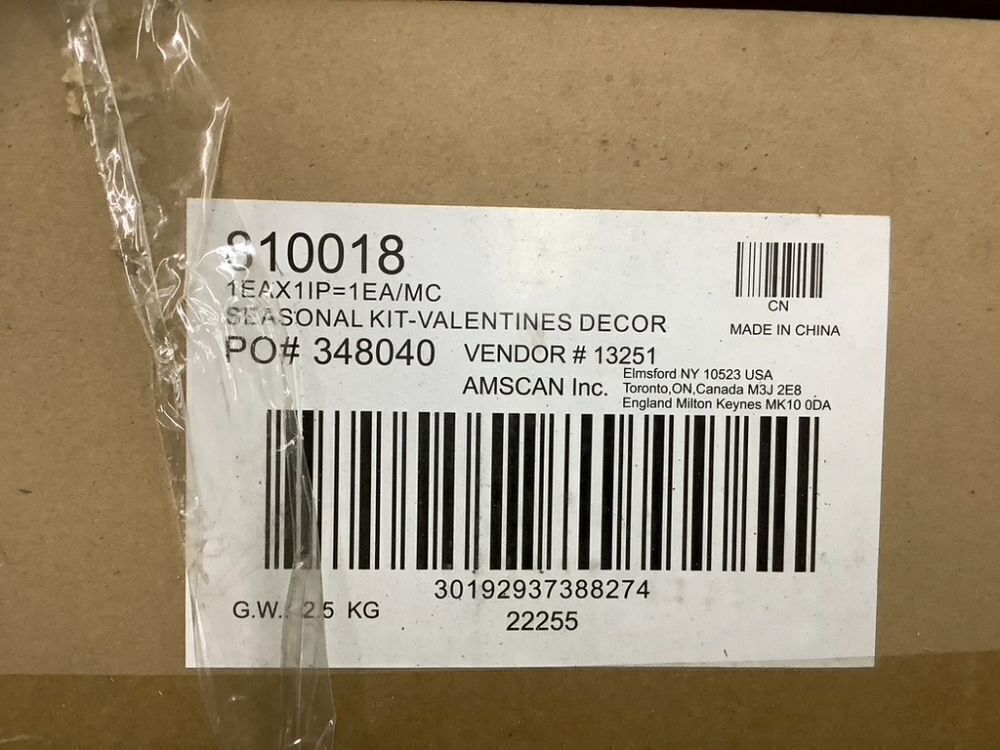 810018
1EAX1IP=1EA/MC
SEASONAL KIT-VALENTINES DECOR
PO# 348040 VENDOR # 13251
AMSCAN Inc.
Elmsford NY 10523 USA
Toronto,ON,Canada M3J 2E8
England Milton Keynes MK10 0DA
CN
MADE IN CHINA
30192937388274
G.W.: 2.5 KG
22255